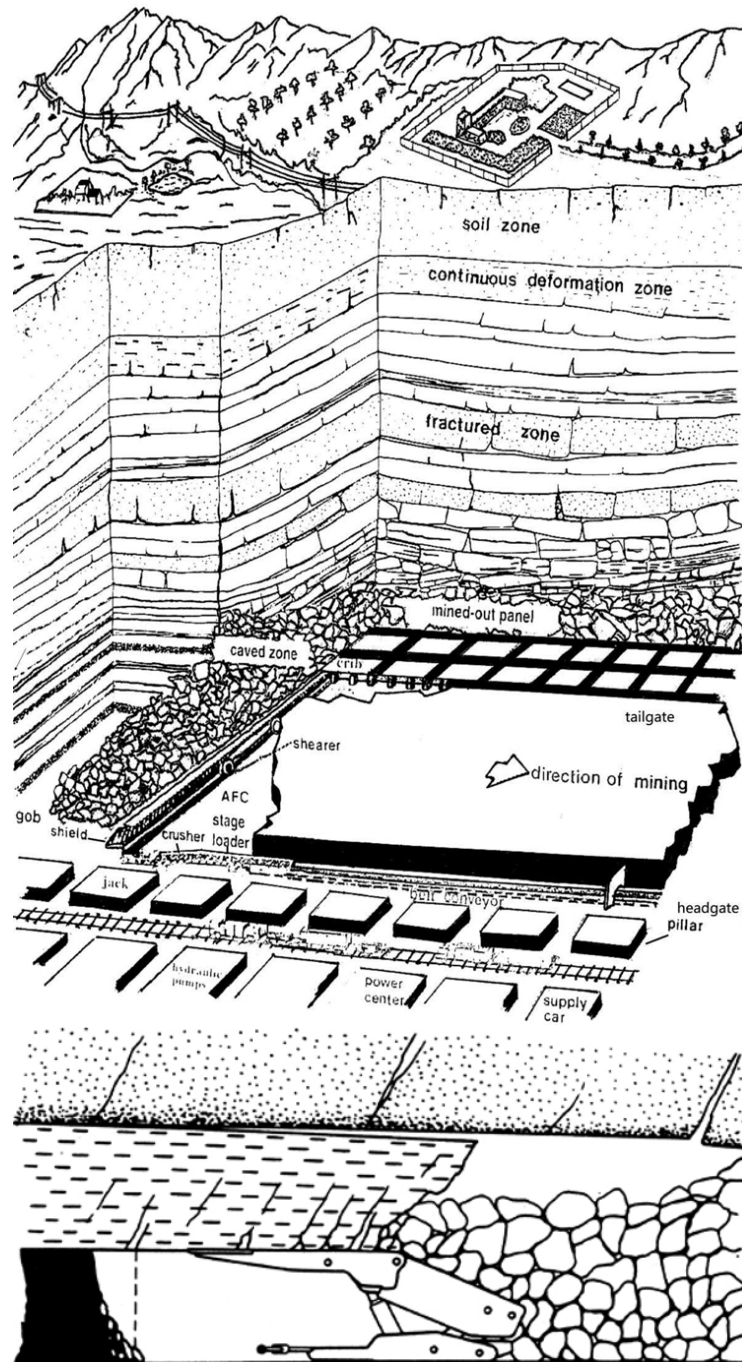 soil zone
continuous deformation zone
fractured zone
mined-out panel
caved zone
crib
tailgate
shearer
direction of mining
AFC
gob
stage
shield
crusher
loader
jack
belt conveyor
headgate
pillar
hydraulic
pumps
power
center
supply
car